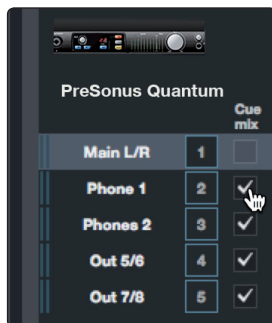 PreSonus Quantum
Cue
mix
Main L/R 1
Phone 1 2
Phones 2 3
Out 5/6 4
Out 7/8 5